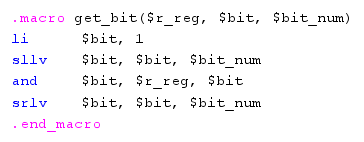 .macro get_bit($r_reg, $bit, $bit_num)
li      $bit, 1
sllv    $bit, $bit, $bit_num
and     $bit, $r_reg, $bit
srlv    $bit, $bit, $bit_num
.end_macro